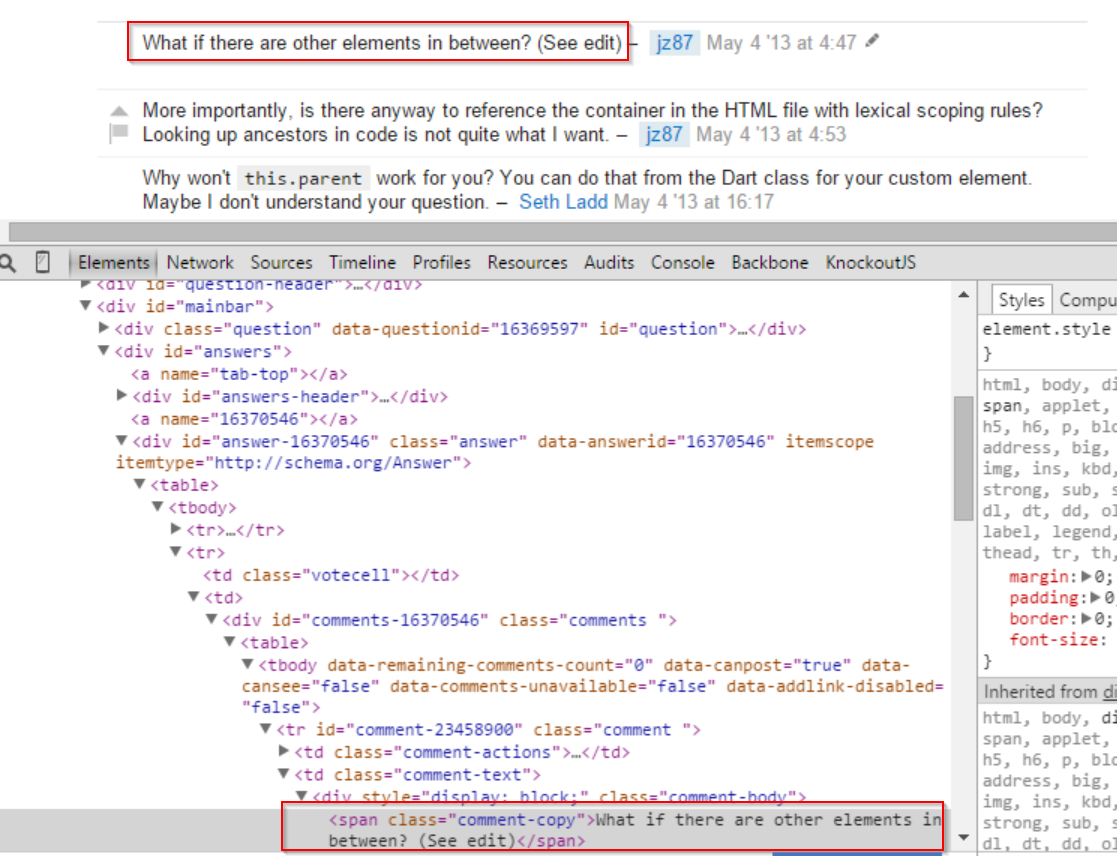 What if there are other elements in between? (See edit) – jz87 May 4 '13 at 4:47
More importantly, is there anyway to reference the container in the HTML file with lexical scoping rules?
Looking up ancestors in code is not quite what I want. – jz87 May 4 '13 at 4:53
Why won't this.parent work for you? You can do that from the Dart class for your custom element.
Maybe I don't understand your question. – Seth Ladd May 4 '13 at 16:17
Elements Network Sources Timeline Profiles Resources Audits Console Backbone KnockoutJS
<div id="question-header">…</div>
<div id="mainbar">
<div class="question" data-questionid="16369597" id="question">…</div>
<div id="answers">
<a name="tab-top"></a>
<div id="answers-header">…</div>
<a name="16370546"></a>
<div id="answer-16370546" class="answer" data-answerid="16370546" itemscope
itemtype="http://schema.org/Answer">
<table>
<tbody>
<tr>…</tr>
<tr>
<td class="votecell"></td>
<td>
<div id="comments-16370546" class="comments ">
<table>
<tbody data-remaining-comments-count="0" data-canpost="true" data-
cansee="false" data-comments-unavailable="false" data-addlink-disabled=
"false">
<tr id="comment-23458900" class="comment ">
<td class="comment-actions">…</td>
<td class="comment-text">
<div style="display: block;" class="comment-body">
<span class="comment-copy">What if there are other elements in
between? (See edit)</span>
Styles Compu
element.style
}
html, body, di
span, applet,
h5, h6, p, blo
address, big,
img, ins, kbd,
strong, sub, s
dl, dt, dd, ol
label, legend,
thead, tr, th,
margin: 0;
padding: 0
border: 0;
font-size:
}
Inherited from di
html, body, di
span, applet,
h5, h6, p, blo
address, big,
img, ins, kbd,
strong, sub, s
dl, dt, dd, ol